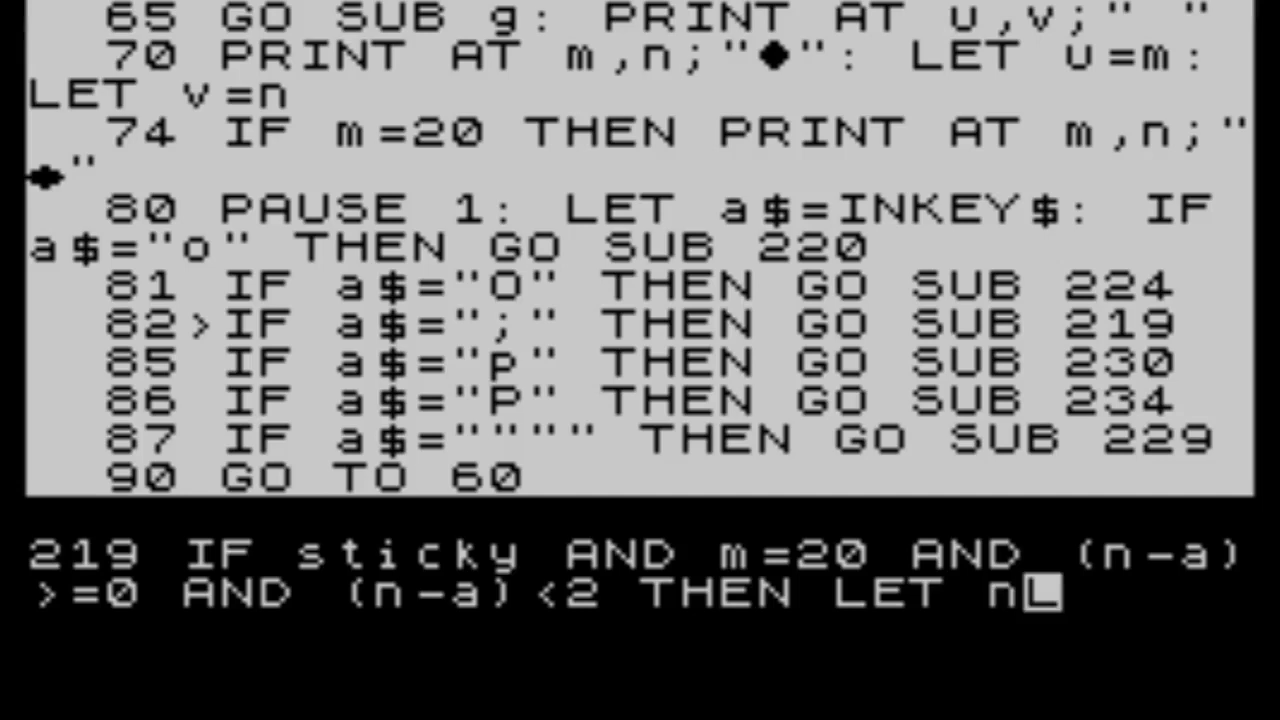 65 GO SUB g: PRINT AT u,v;" "
70 PRINT AT m,n;"◆": LET u=m:
LET v=n
74 IF m=20 THEN PRINT AT m,n;"
◆"
80 PAUSE 1: LET a$=INKEY$: IF
a$="o" THEN GO SUB 220
81 IF a$="O" THEN GO SUB 224
82>IF a$=";" THEN GO SUB 219
85 IF a$="p" THEN GO SUB 230
86 IF a$="P" THEN GO SUB 234
87 IF a$="""" THEN GO SUB 229
90 GO TO 60
219 IF sticky AND m=20 AND (n-a)
>=0 AND (n-a)<2 THEN LET nL